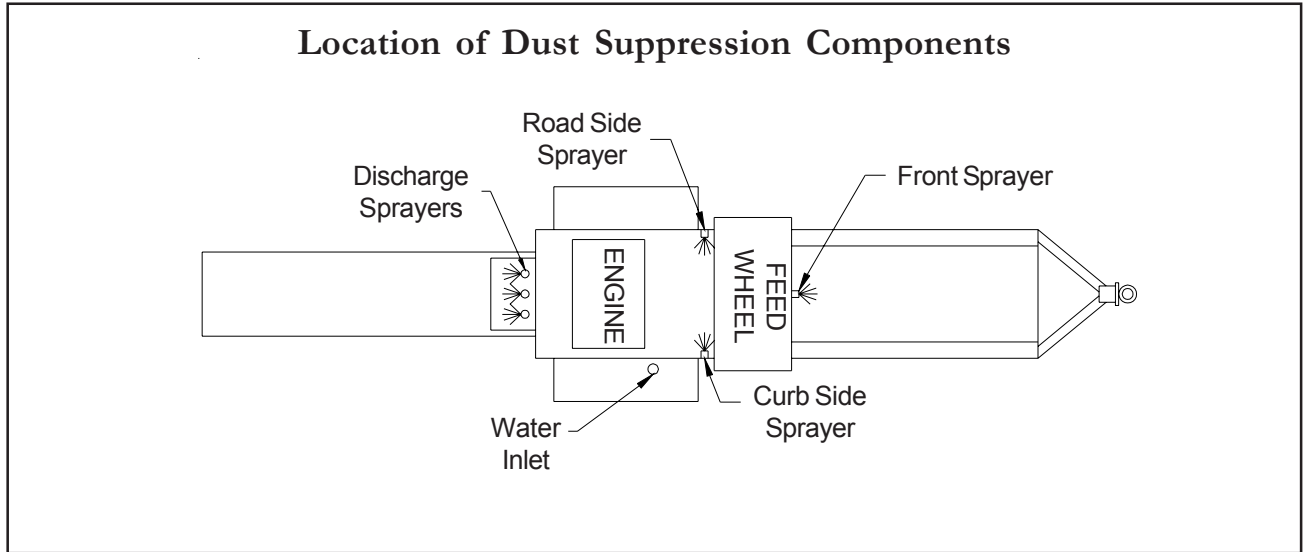 Location of Dust Suppression Components
Road Side
Sprayer
Discharge
Sprayers
Front Sprayer
ENGINE
FEED
WHEEL
Curb Side
Sprayer
Water
Inlet